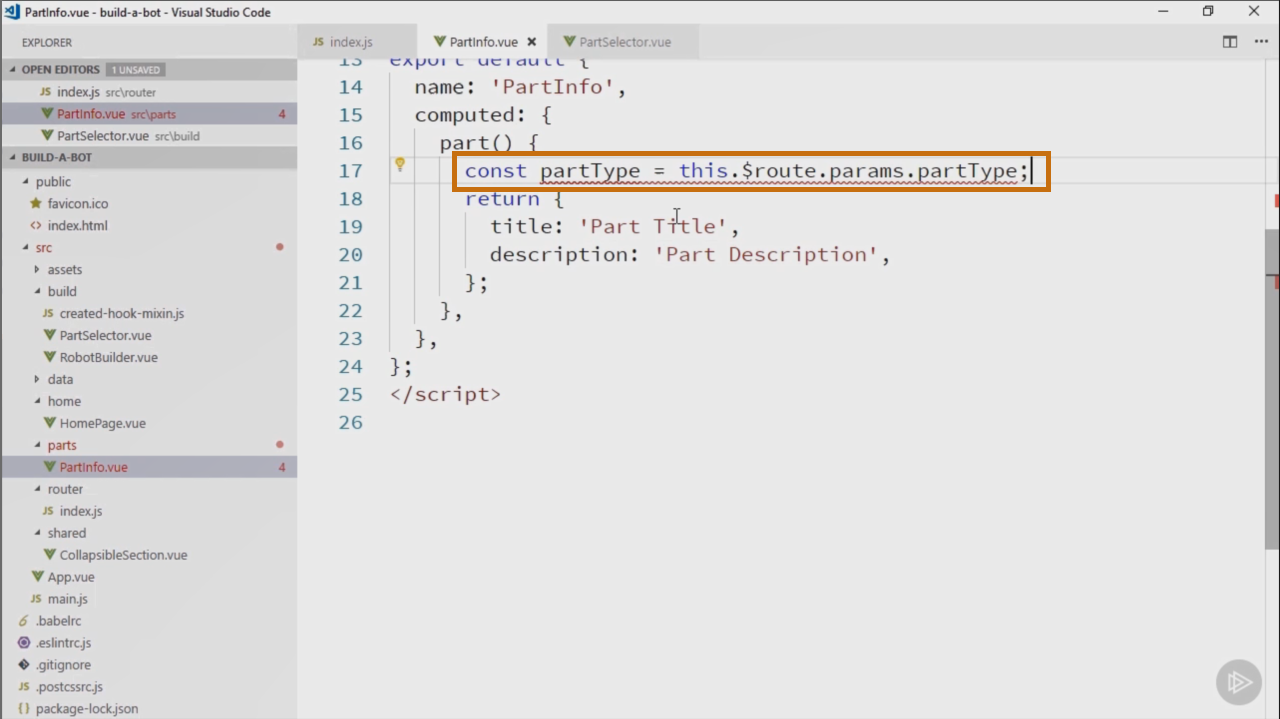 PartInfo.vue - build-a-bot - Visual Studio Code
EXPLORER
JS index.js
PartInfo.vue
PartSelector.vue
OPEN EDITORS 1 UNSAVED
JS index.js src\router
PartInfo.vue src\parts 4
PartSelector.vue src\build
BUILD-A-BOT
public
favicon.ico
<> index.html
src
assets
build
JS created-hook-mixin.js
PartSelector.vue
RobotBuilder.vue
data
home
HomePage.vue
parts
PartInfo.vue 4
router
JS index.js
shared
CollapsibleSection.vue
App.vue
JS main.js
.babelrc
.eslintrc.js
.gitignore
JS .postcssrc.js
{} package-lock.json
13 export default {
14 name: 'PartInfo',
15 computed: {
16 part() {
17 const partType = this.$route.params.partType;
18 return {
19 title: 'Part Title',
20 description: 'Part Description',
21 };
22 },
23 },
24 };
25 </script>
26